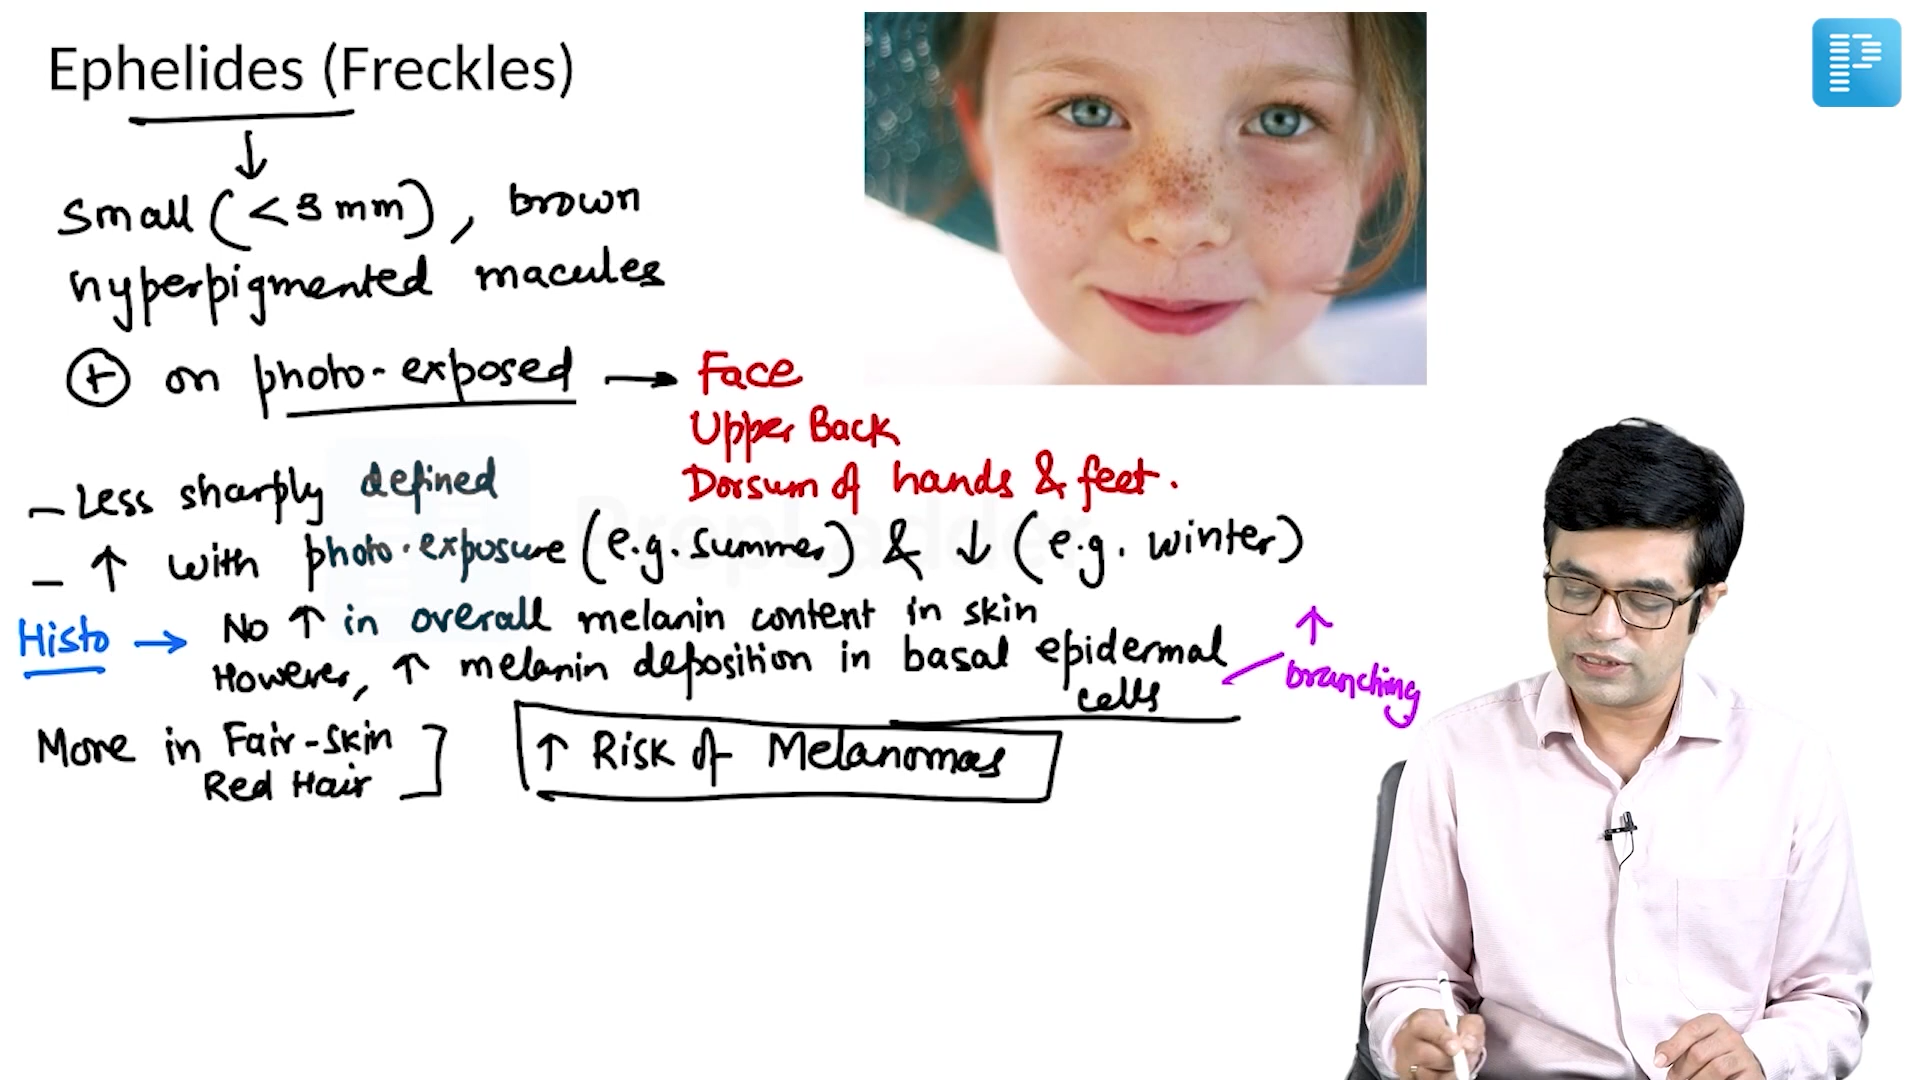 Ephelides (Freckles)
↓
Small (<3mm), brown
hyperpigmented macules
(+) on photo-exposed → Face
Upper Back
Dorsum of hands & feet.
- Less sharply defined
- ↑ with photo-exposure (e.g. summer) & ↓ (e.g. winter)
Histo → No ↑ in overall melanin content in skin
However, ↑ melanin deposition in basal epidermal
cells
↑
branching
More in Fair-skin
Red Hair
↑ Risk of Melanomas
PrepLadder